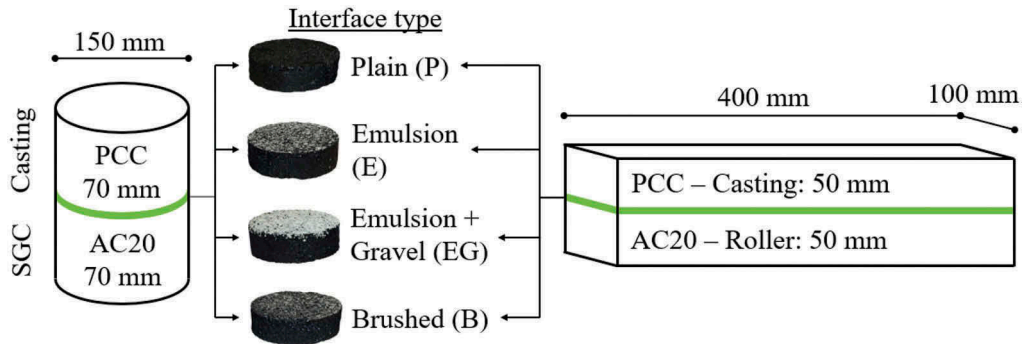 Interface type
150 mm
Casting
PCC
70 mm
SGC
AC20
70 mm
Plain (P)
Emulsion
(E)
Emulsion +
Gravel (EG)
Brushed (B)
400 mm
100 mm
PCC – Casting: 50 mm
AC20 – Roller: 50 mm